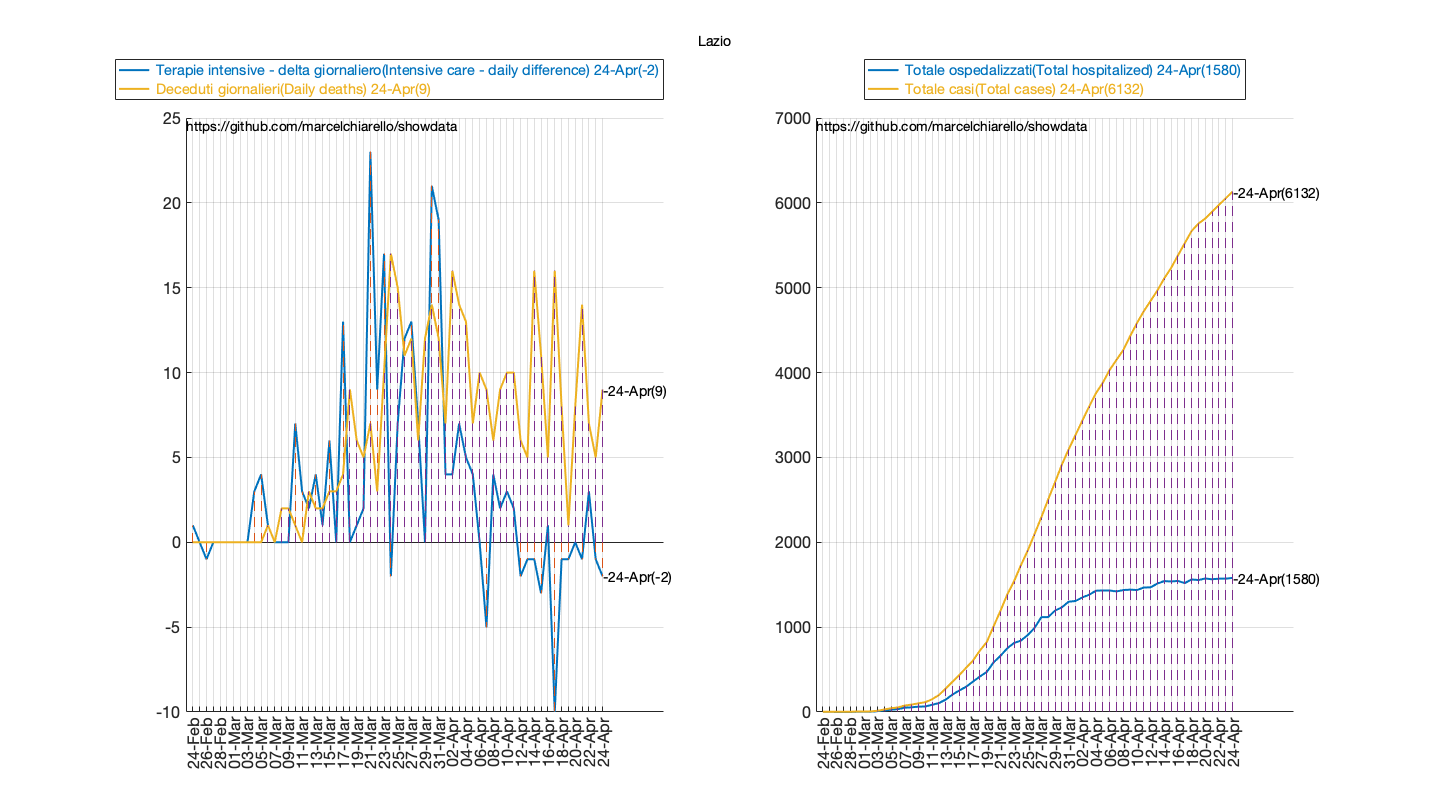 Lazio
Terapie intensive - delta giornaliero(Intensive care - daily difference) 24-Apr(-2)
Deceduti giornalieri(Daily deaths) 24-Apr(9)
25
https://github.com/marcelchiarello/showdata
20
15
10
5
0
-5
-10
-24-Apr(9)
-24-Apr(-2)
24-Feb
26-Feb
28-Feb
01-Mar
03-Mar
05-Mar
07-Mar
09-Mar
11-Mar
13-Mar
15-Mar
17-Mar
19-Mar
21-Mar
23-Mar
25-Mar
27-Mar
29-Mar
31-Mar
02-Apr
04-Apr
06-Apr
08-Apr
10-Apr
12-Apr
14-Apr
16-Apr
18-Apr
20-Apr
22-Apr
24-Apr
Totale ospedalizzati(Total hospitalized) 24-Apr(1580)
Totale casi(Total cases) 24-Apr(6132)
7000
https://github.com/marcelchiarello/showdata
6000
5000
4000
3000
2000
1000
0
-24-Apr(6132)
-24-Apr(1580)
24-Feb
26-Feb
28-Feb
01-Mar
03-Mar
05-Mar
07-Mar
09-Mar
11-Mar
13-Mar
15-Mar
17-Mar
19-Mar
21-Mar
23-Mar
25-Mar
27-Mar
29-Mar
31-Mar
02-Apr
04-Apr
06-Apr
08-Apr
10-Apr
12-Apr
14-Apr
16-Apr
18-Apr
20-Apr
22-Apr
24-Apr